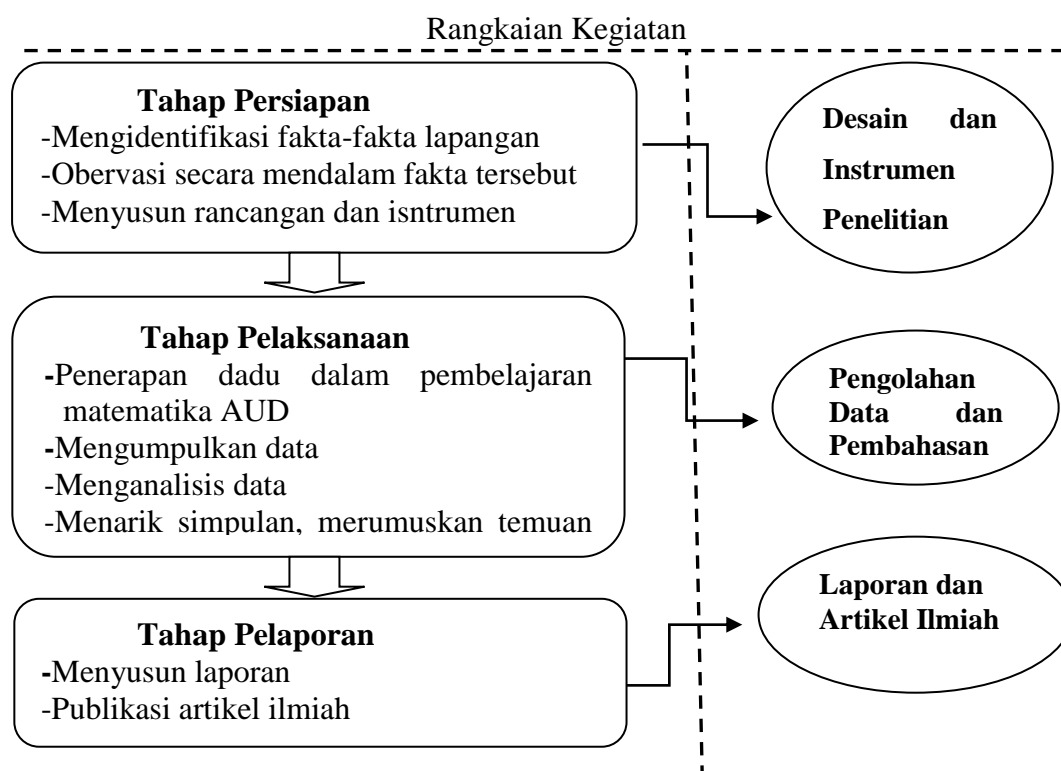 Rangkaian Kegiatan
Tahap Persiapan
-Mengidentifikasi fakta-fakta lapangan
-Obervasi secara mendalam fakta tersebut
-Menyusun rancangan dan isntrumen
Desain dan
Instrumen
Penelitian
Tahap Pelaksanaan
-Penerapan dadu dalam pembelajaran
matematika AUD
-Mengumpulkan data
-Menganalisis data
-Menarik simpulan, merumuskan temuan
Pengolahan
Data dan
Pembahasan
Tahap Pelaporan
-Menyusun laporan
-Publikasi artikel ilmiah
Laporan dan
Artikel Ilmiah